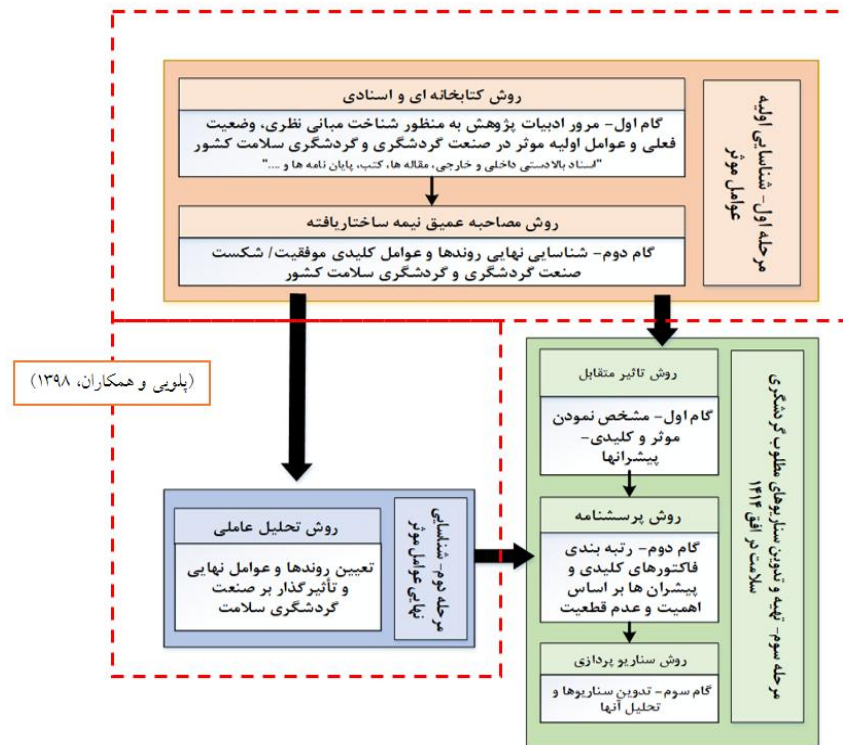 روش کتابخانه ای و اسنادی
گام اول- مرور ادبیات پژوهش به منظور شناخت مبانی نظری، وضعیت
فعلی و عوامل اولیه موثر در صنعت گردشگری و گردشگری سلامت کشور
"اسناد بالادستی داخلی و خارجی، مقاله ها، کتب، پایان نامه ها و ...."
روش مصاحبه عمیق نیمه ساختاریافته
گام دوم- شناسایی نهایی روندها و عوامل کلیدی موفقیت/ شکست
صنعت گردشگری و گردشگری سلامت کشور
مرحله اول- شناسایی اولیه
عوامل موثر
(پلویی و همکاران، ۱۳۹۸)
مرحله دوم- شناسایی
نهایی عوامل موثر
روش تحلیل عاملی
تعیین روندها و عوامل نهایی
و تأثیرگذار بر صنعت
گردشگری سلامت
مرحله سوم- تهیه و تدوین سناریوهای مطلوب گردشگری
سلامت در افق ۱۴۱۴
روش تاثیر متقابل
گام اول- مشخص نمودن
موثر و کلیدی-
پیشرانها
روش پرسشنامه
گام دوم- رتبه بندی
فاکتورهای کلیدی و
پیشران ها بر اساس
اهمیت و عدم قطعیت
روش سناریو پردازی
گام سوم- تدوین سناریوها و
تحلیل آنها